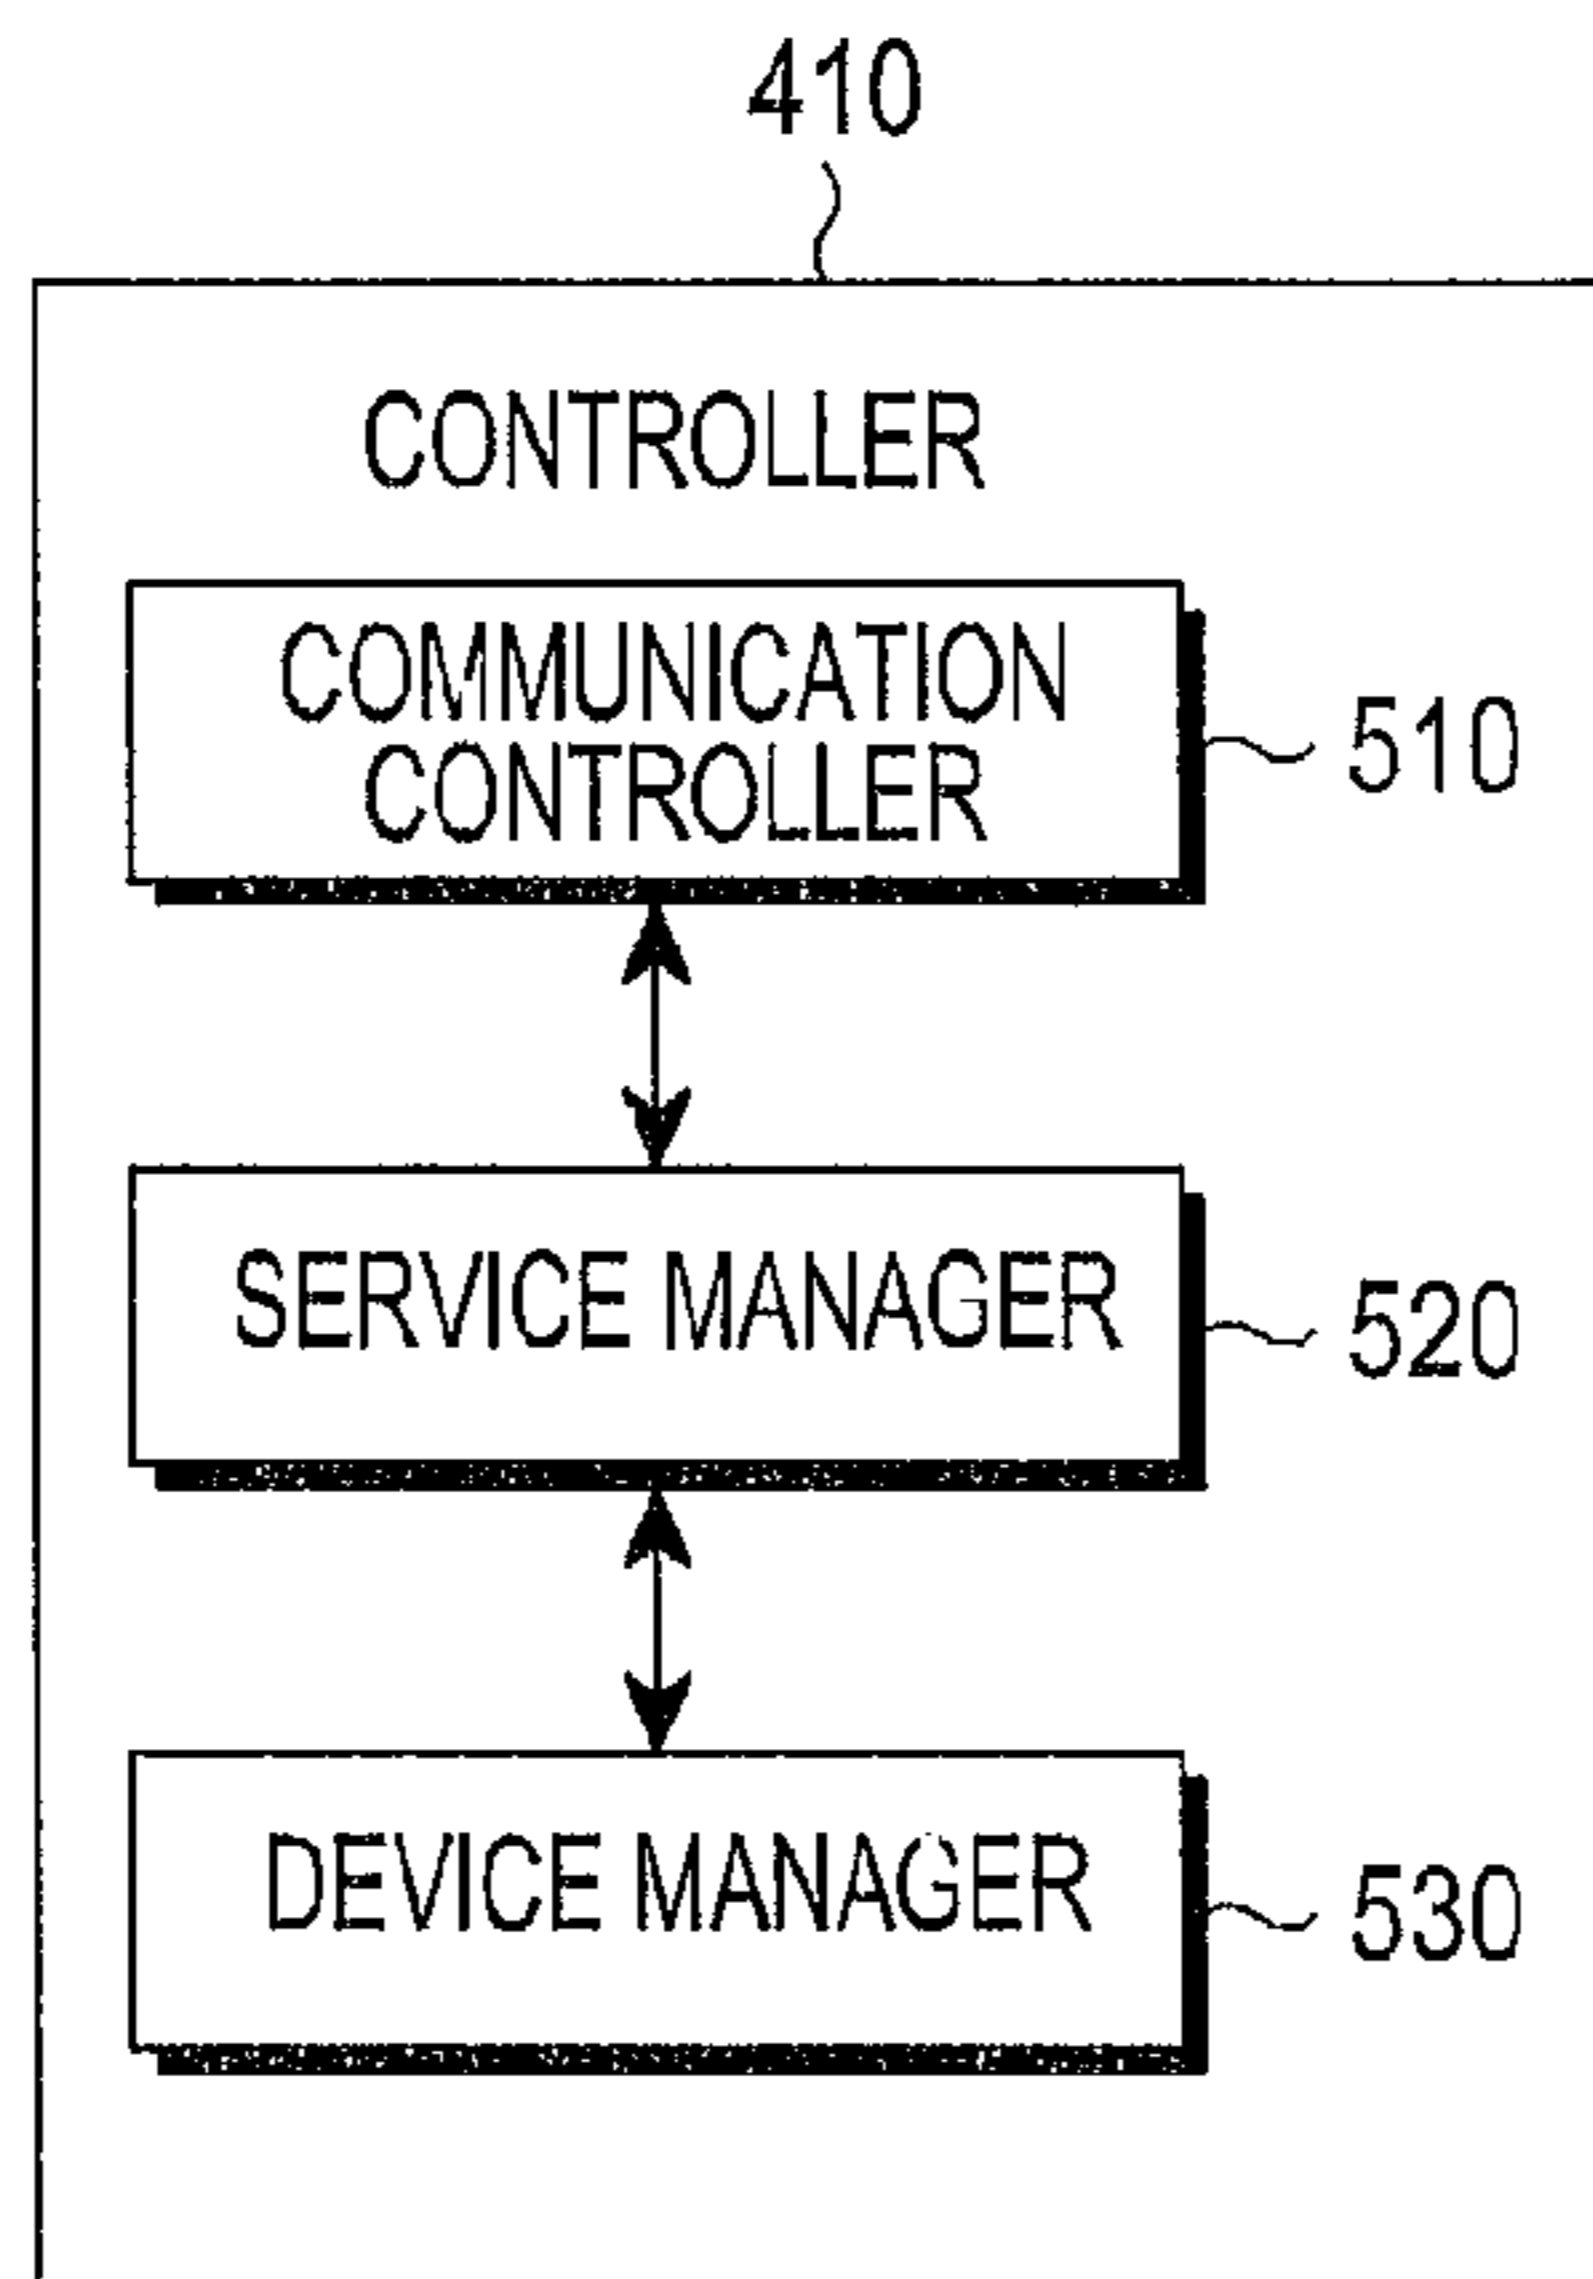 410
CONTROLLER
COMMUNICATION
CONTROLLER
510
SERVICE MANAGER
520
DEVICE MANAGER
530